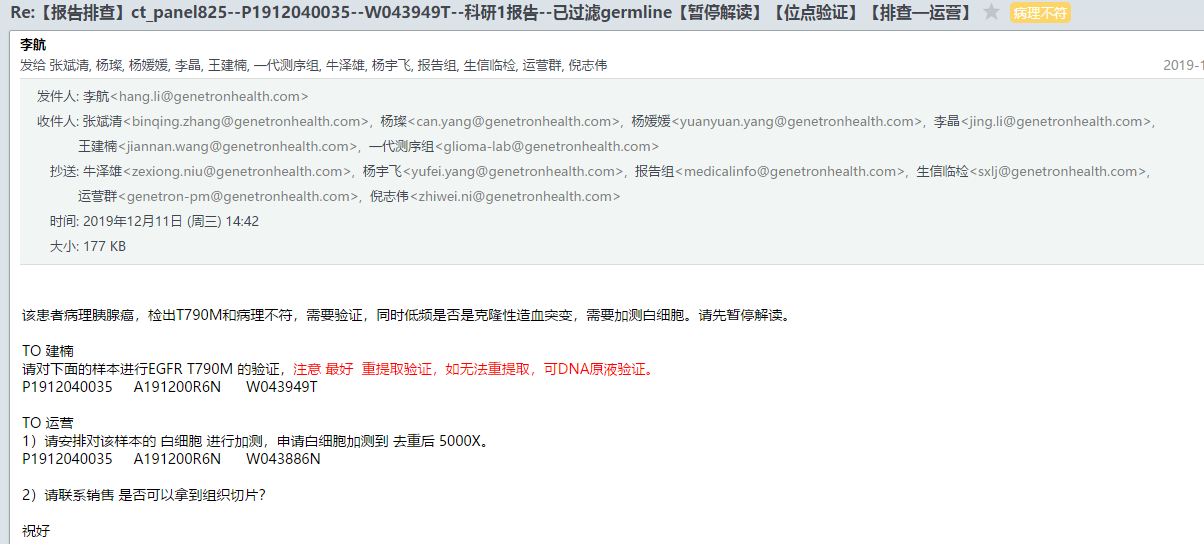 Re:【报告排查】ct_panel825--P1912040035--W043949T--科研1报告--已过滤germline【暂停解读】【位点验证】【排查—运营】 病理不符
李航
发给 张斌清, 杨璨, 杨媛媛, 李晶, 王建楠, 一代测序组, 牛泽雄, 杨宇飞, 报告组, 生信临检, 运营群, 倪志伟 2019-1
发件人: 李航<hang.li@genetronhealth.com>
收件人: 张斌清<binqing.zhang@genetronhealth.com>, 杨璨<can.yang@genetronhealth.com>, 杨媛媛<yuanyuan.yang@genetronhealth.com>, 李晶<jing.li@genetronhealth.com>,
王建楠<jiannan.wang@genetronhealth.com>, 一代测序组<glioma-lab@genetronhealth.com>
抄送: 牛泽雄<zexiong.niu@genetronhealth.com>, 杨宇飞<yufei.yang@genetronhealth.com>, 报告组<medicalinfo@genetronhealth.com>, 生信临检<sxlj@genetronhealth.com>,
运营群<genetron-pm@genetronhealth.com>, 倪志伟<zhiwei.ni@genetronhealth.com>
时间: 2019年12月11日 (周三) 14:42
大小: 177 KB
该患者病理胰腺癌，检出T790M和病理不符，需要验证，同时低频是否是克隆性造血突变，需要加测白细胞。请先暂停解读。
TO 建楠
请对下面的样本进行EGFR T790M 的验证，注意 最好 重提取验证，如无法重提取，可DNA原液验证。
P1912040035 A191200R6N W043949T
TO 运营
1）请安排对该样本的 白细胞 进行加测，申请白细胞加测到 去重后 5000X。
P1912040035 A191200R6N W043886N
2）请联系销售 是否可以拿到组织切片？
祝好